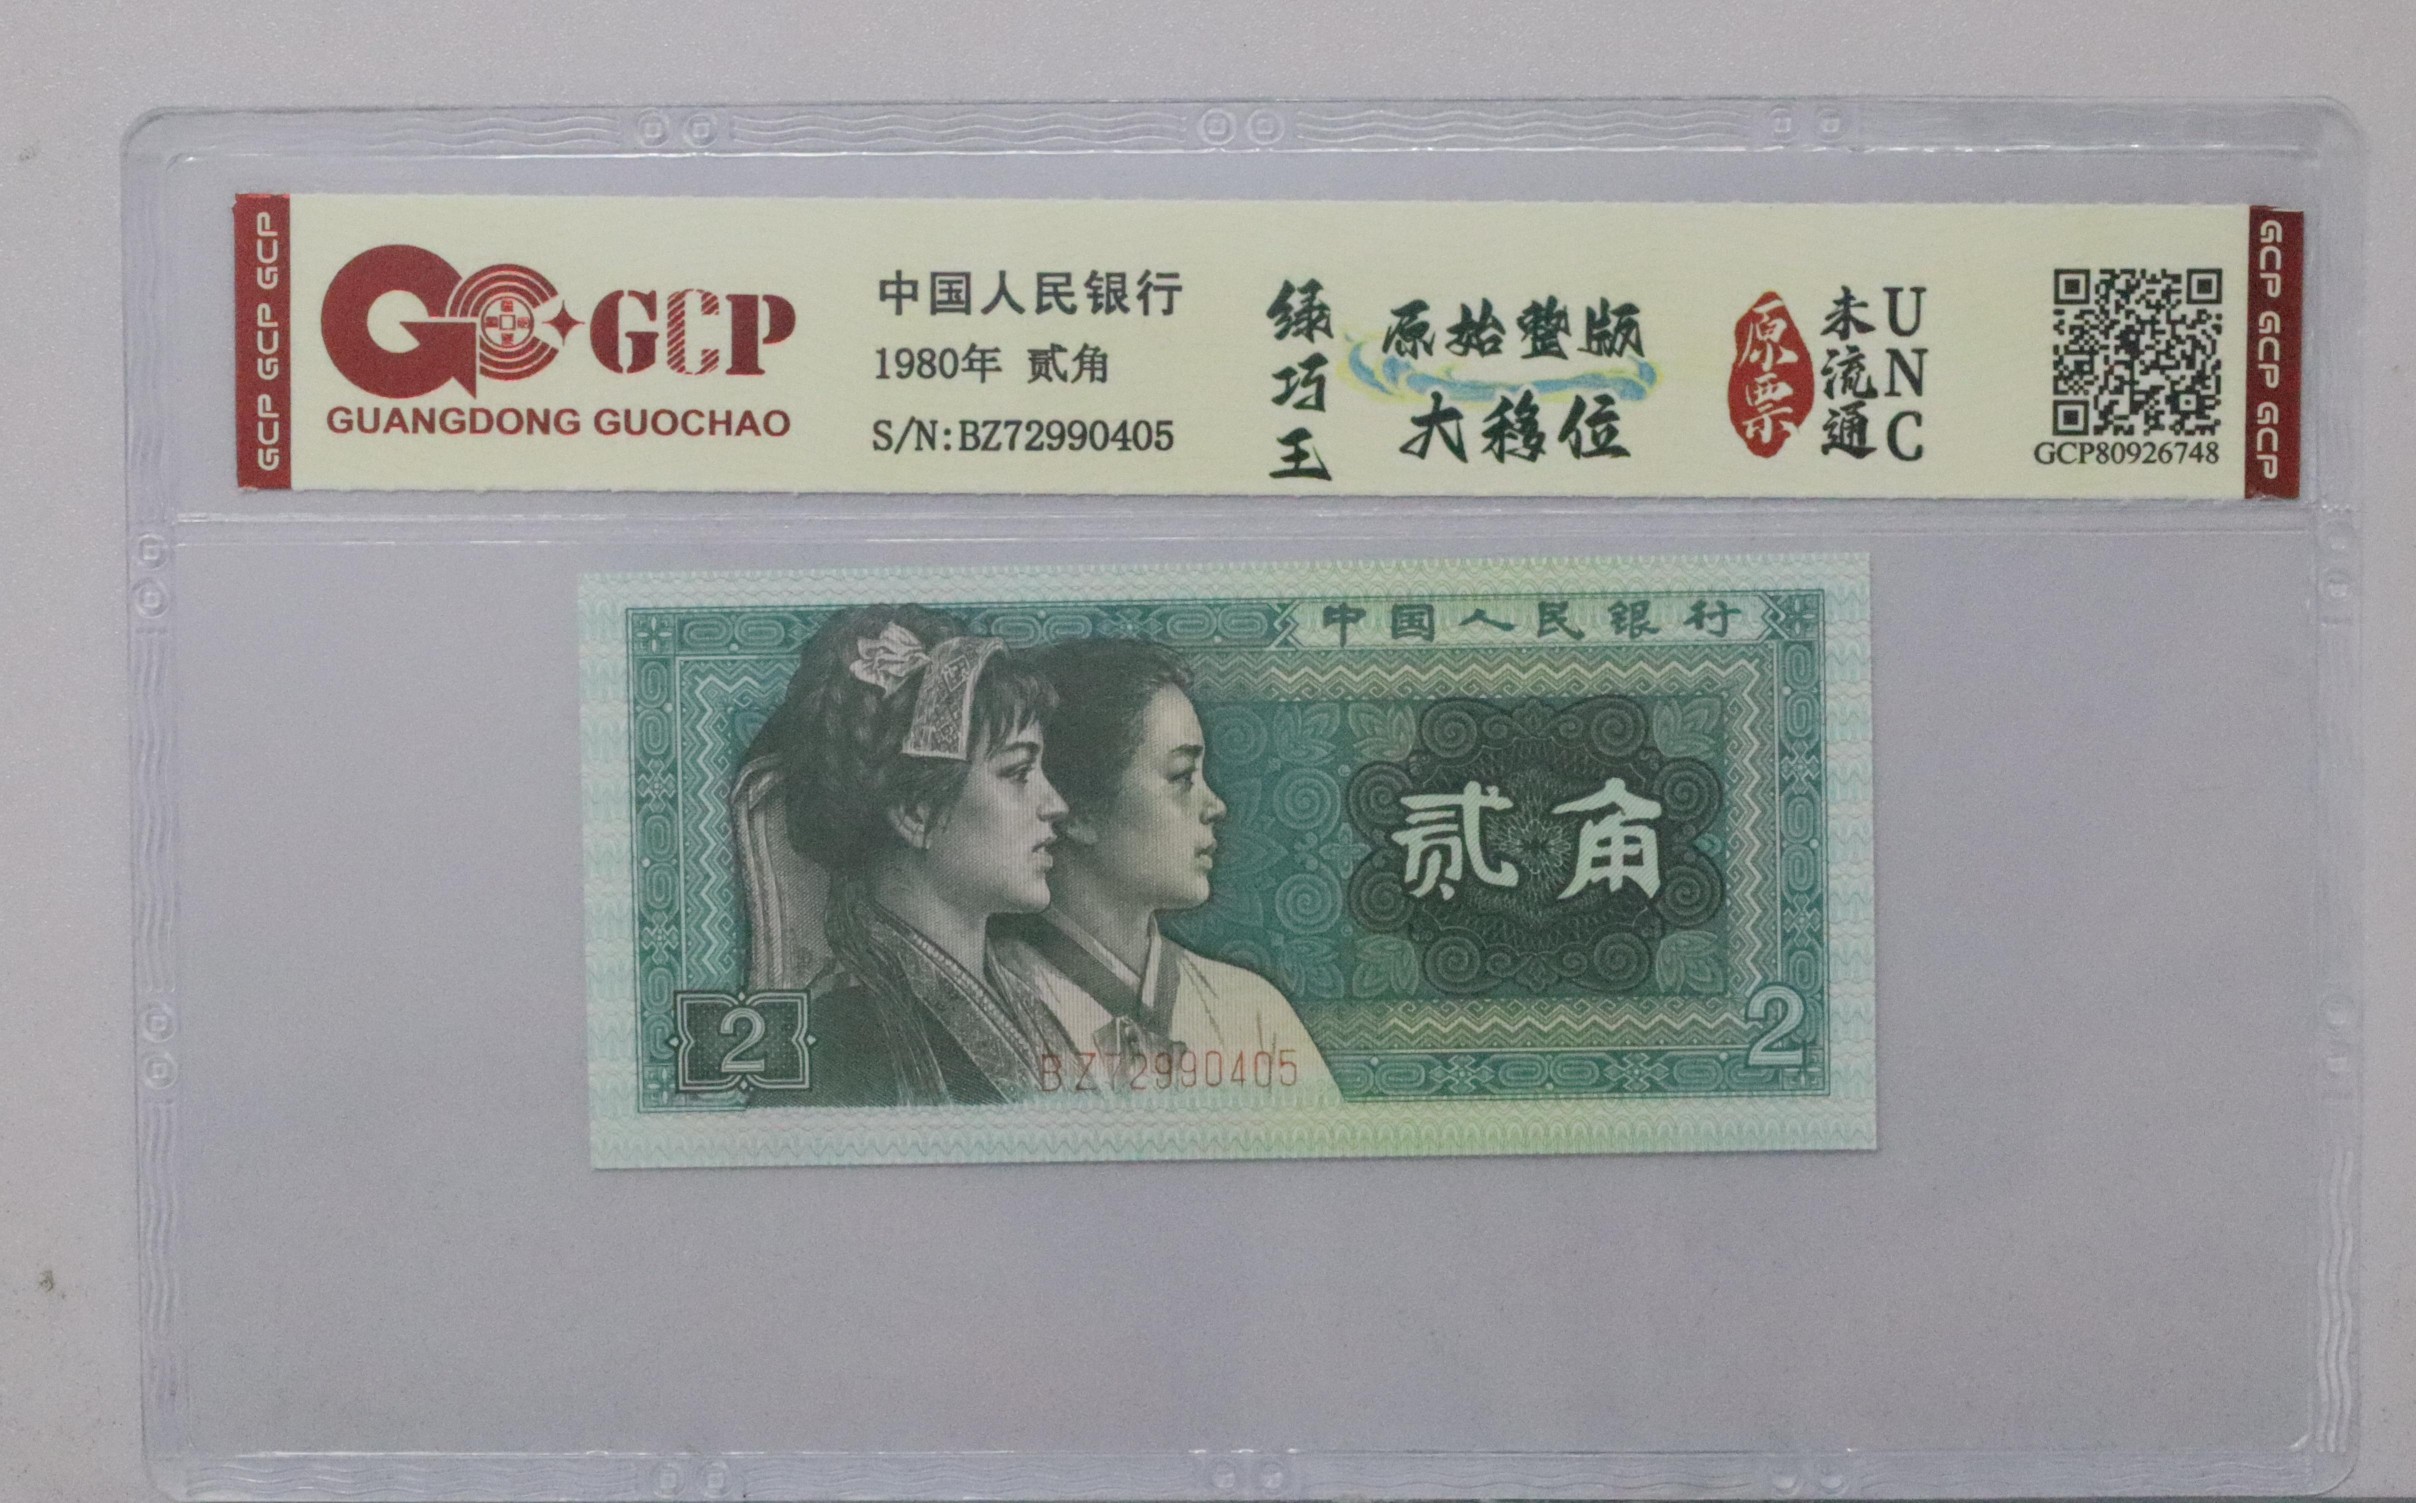 GCP GCP GCP
GCP
GUANGDONG GUOCHAO
中国人民银行
1980年 贰角
S/N:BZ72990405
绿巧王
原始整版
大移位
原票
未流通
UNC
GCP80926748
GCP GCP GCP
中国人民银行
贰角
2
2
BZ72990405